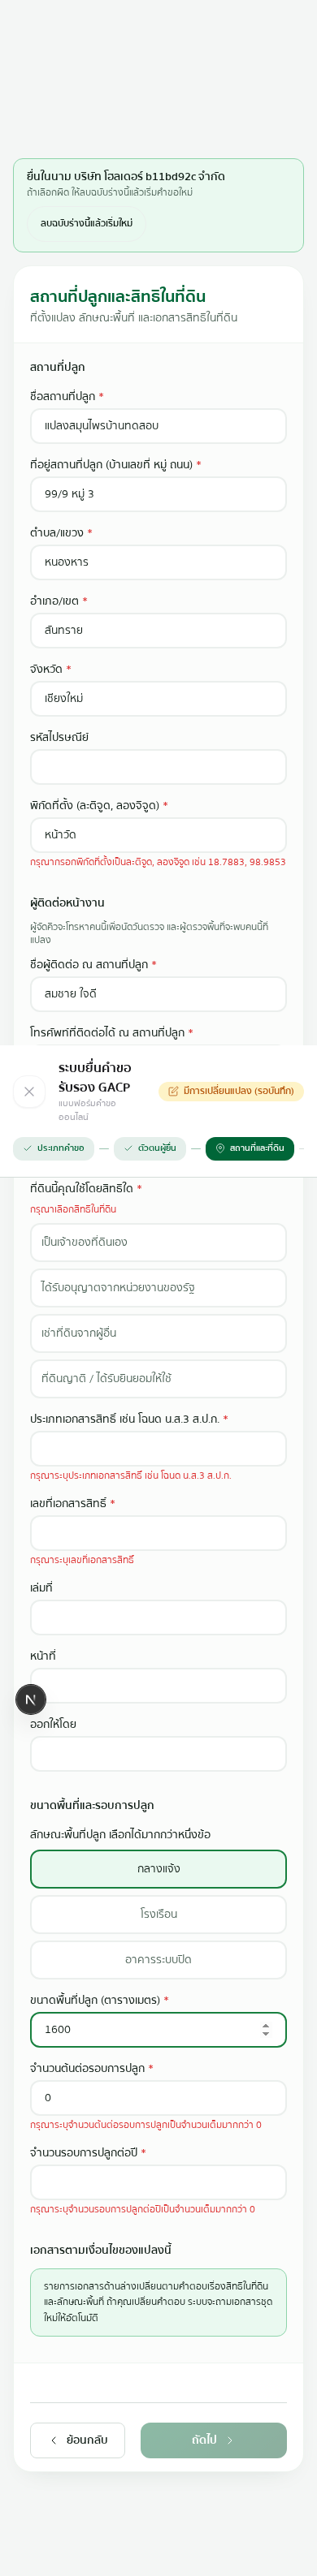 ยื่นในนาม บริษัท โฮลเดอร์ b11bd92c จำกัด
ถ้าเลือกผิด ให้ลบฉบับร่างนี้แล้วเริ่มคำขอใหม่
ลบฉบับร่างนี้แล้วเริ่มใหม่
สถานที่ปลูกและสิทธิในที่ดิน
ที่ตั้งแปลง ลักษณะพื้นที่ และเอกสารสิทธิในที่ดิน
สถานที่ปลูก
ชื่อสถานที่ปลูก *
แปลงสมุนไพรบ้านทดสอบ
ที่อยู่สถานที่ปลูก (บ้านเลขที่ หมู่ ถนน) *
99/9 หมู่ 3
ตำบล/แขวง *
หนองหาร
อำเภอ/เขต *
สันทราย
จังหวัด *
เชียงใหม่
รหัสไปรษณีย์
พิกัดที่ตั้ง (ละติจูด, ลองจิจูด) *
หน้าวัด
กรุณากรอกพิกัดที่ตั้งเป็นละติจูด, ลองจิจูด เช่น 18.7883, 98.9853
ผู้ติดต่อหน้างาน
ผู้จัดคิวจะโทรหาคนนี้เพื่อนัดวันตรวจ และผู้ตรวจพื้นที่จะพบคนนี้ที่
แปลง
ชื่อผู้ติดต่อ ณ สถานที่ปลูก *
สมชาย ใจดี
โทรศัพท์ที่ติดต่อได้ ณ สถานที่ปลูก *
ระบบยื่นคำขอ
รับรอง GACP
แบบฟอร์มคำขอ
ออนไลน์
มีการเปลี่ยนแปลง (รอบันทึก)
ประเภทคำขอ
ตัวตนผู้ยื่น
สถานที่และที่ดิน
ที่ดินนี้คุณใช้โดยสิทธิใด *
กรุณาเลือกสิทธิในที่ดิน
เป็นเจ้าของที่ดินเอง
ได้รับอนุญาตจากหน่วยงานของรัฐ
เช่าที่ดินจากผู้อื่น
ที่ดินญาติ / ได้รับยินยอมให้ใช้
ประเภทเอกสารสิทธิ์ เช่น โฉนด น.ส.3 ส.ป.ก. *
กรุณาระบุประเภทเอกสารสิทธิ์ เช่น โฉนด น.ส.3 ส.ป.ก.
เลขที่เอกสารสิทธิ์ *
กรุณาระบุเลขที่เอกสารสิทธิ์
เล่มที่
หน้าที่
N
ออกให้โดย
ขนาดพื้นที่และรอบการปลูก
ลักษณะพื้นที่ปลูก เลือกได้มากกว่าหนึ่งข้อ
กลางแจ้ง
โรงเรือน
อาคารระบบปิด
ขนาดพื้นที่ปลูก (ตารางเมตร) *
1600
จำนวนต้นต่อรอบการปลูก *
0
กรุณาระบุจำนวนต้นต่อรอบการปลูกเป็นจำนวนเต็มมากกว่า 0
จำนวนรอบการปลูกต่อปี *
กรุณาระบุจำนวนรอบการปลูกต่อปีเป็นจำนวนเต็มมากกว่า 0
เอกสารตามเงื่อนไขของแปลงนี้
รายการเอกสารด้านล่างเปลี่ยนตามคำตอบเรื่องสิทธิในที่ดิน
และลักษณะพื้นที่ ถ้าคุณเปลี่ยนคำตอบ ระบบจะถามเอกสารชุด
ใหม่ให้อัตโนมัติ
ย้อนกลับ
ถัดไป